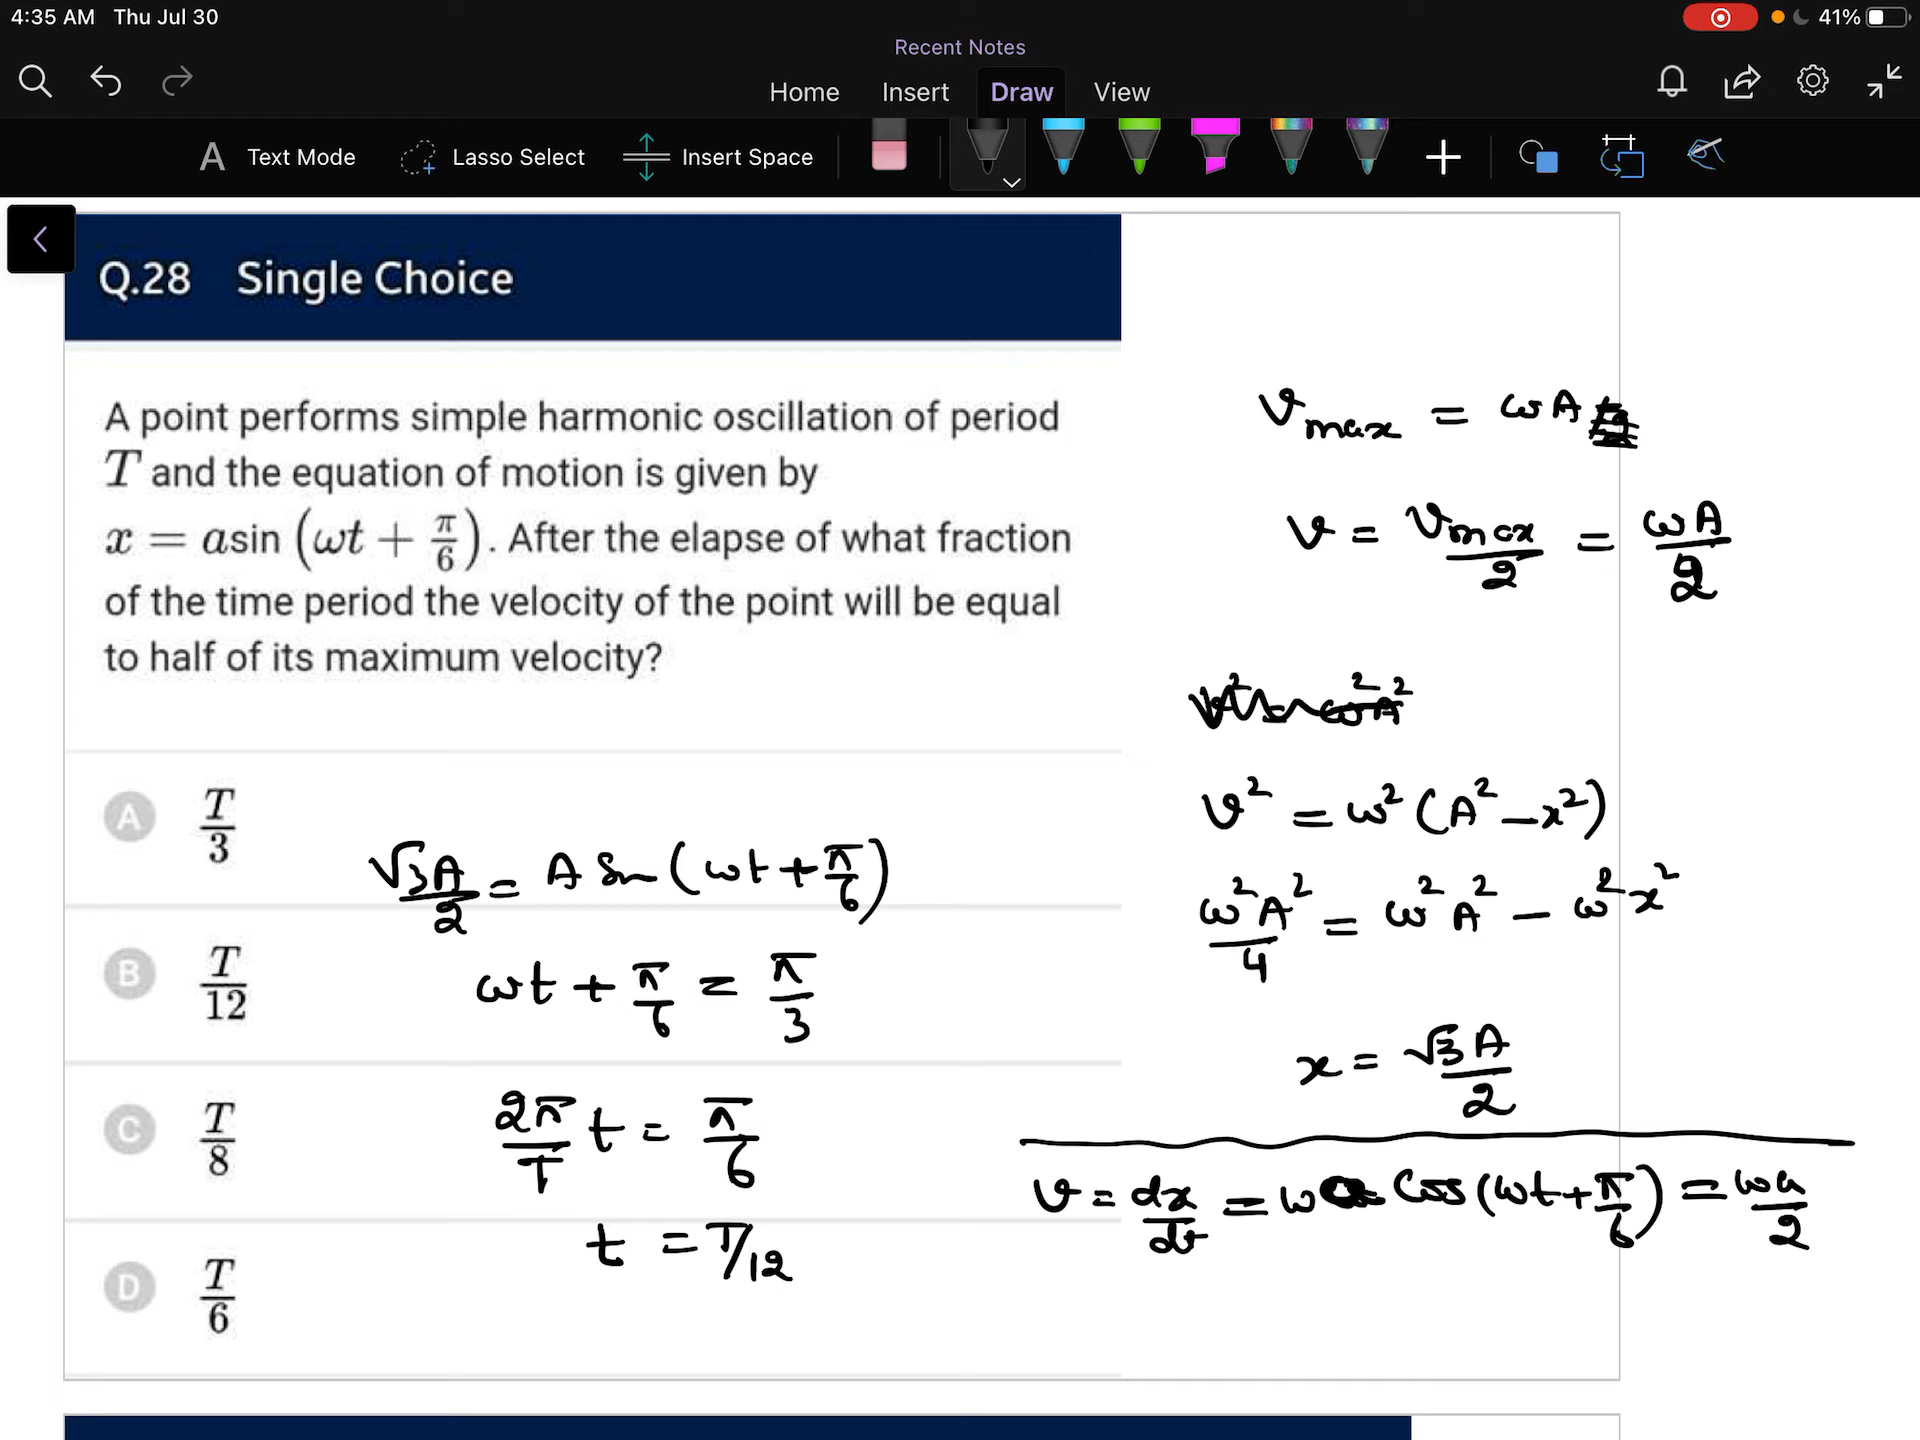 4:35 AM Thu Jul 30
41%
Recent Notes
Home Insert Draw View
Text Mode Lasso Select Insert Space
Q.28 Single Choice
A point performs simple harmonic oscillation of period
T and the equation of motion is given by
x = asin (ωt + π/6). After the elapse of what fraction
of the time period the velocity of the point will be equal
to half of its maximum velocity?
A T/3
B T/12
C T/8
D T/6
√3A/2 = A Sin (ωt + π/6)
ωt + π/6 = π/3
2π/T t = π/6
t = T/12
v max = ωA
v = v max/2 = ωA/2
v² = ω² (A² - x²)
ω²A²/4 = ω²A² - ω²x²
x = √3A/2
v = dx/dt = ωa Cos (ωt + π/6) = ωa/2